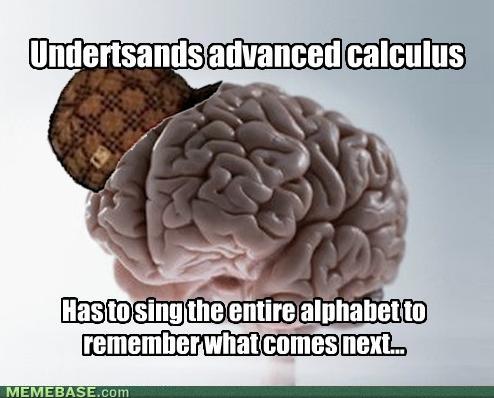 Undertsands advanced calculus
Has to sing the entire alphabet to
remember what comes next...
MEMEBASE.com